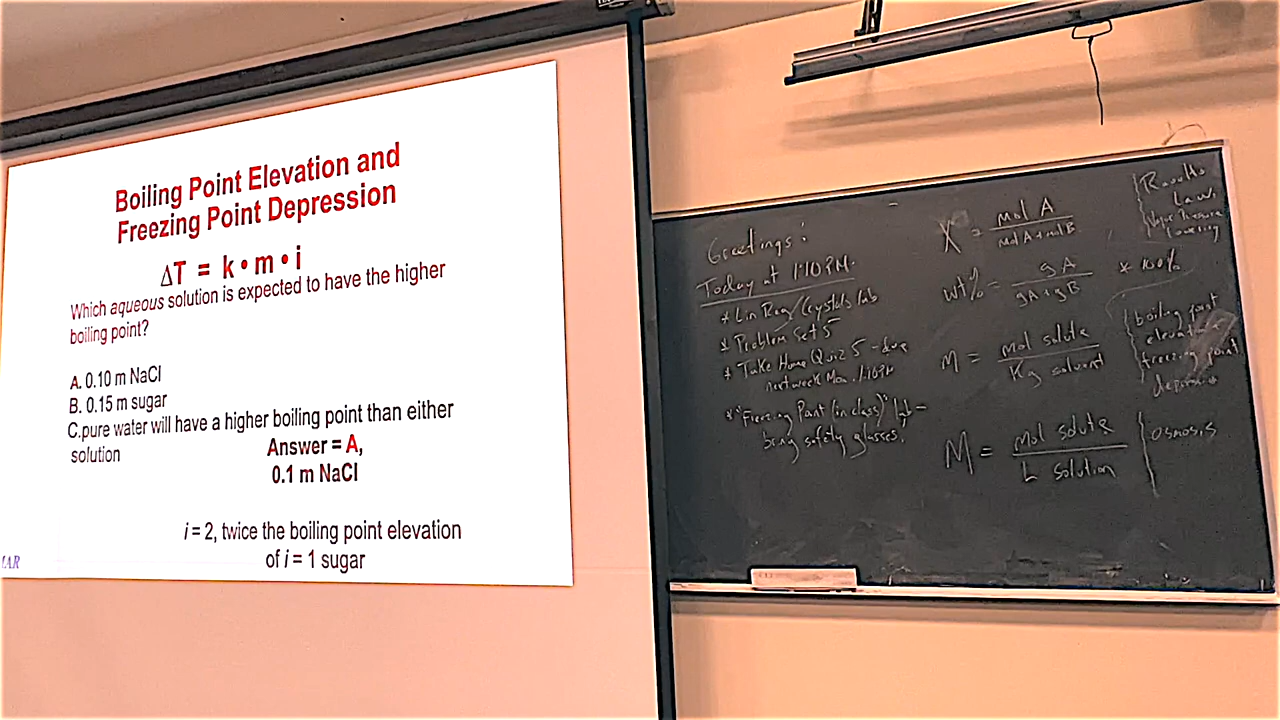 Boiling Point Elevation and
Freezing Point Depression
ΔT = k • m • i
Which aqueous solution is expected to have the higher
boiling point?
A. 0.10 m NaCl
B. 0.15 m sugar
C.pure water will have a higher boiling point than either
solution
Answer = A,
0.1 m NaCl
i = 2, twice the boiling point elevation
of i = 1 sugar
MAR
Greetings:
Today at 1:10 PM.
* Lin Reg/Crystals lab
* Problem Set 5
* Take Home Quiz 5 - due
next week Mon. 1:10PM
* "Freezing Point (in class)" lab -
bring safety glasses.
X = mol A
mol A + mol B
Raoults
Law
Vapor Pressure
Lowering
wt% = g A * 100%
gA + gB
m = mol solute
Kg solvent
boiling point
elevation
freezing point
depression
M = mol solute
L solution
osmosis